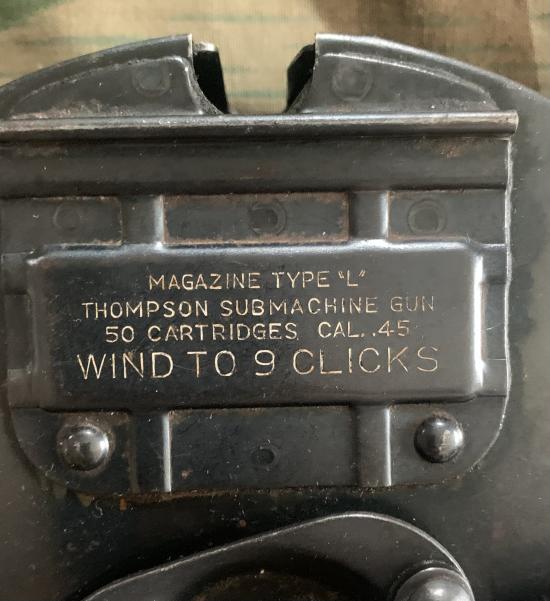 MAGAZINE TYPE "L"
THOMPSON SUBMACHINE GUN
50 CARTRIDGES CAL. .45
WIND TO 9 CLICKS